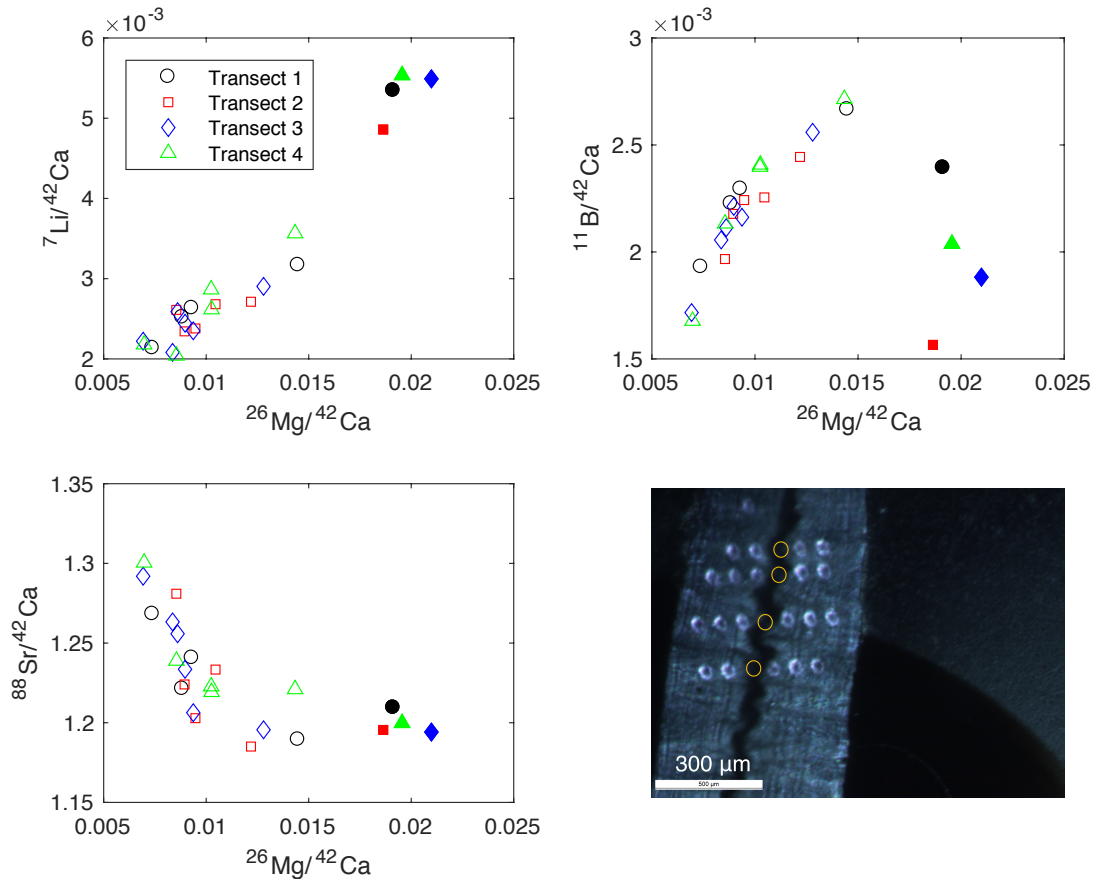 ×10⁻³
6
5
4
3
2
0.005 0.01 0.015 0.02 0.025
⁷Li/⁴²Ca
²⁶Mg/⁴²Ca
Transect 1
Transect 2
Transect 3
Transect 4
×10⁻³
3
2.5
2
1.5
0.005 0.01 0.015 0.02 0.025
¹¹B/⁴²Ca
²⁶Mg/⁴²Ca
1.35
1.3
1.25
1.2
1.15
0.005 0.01 0.015 0.02 0.025
⁸⁸Sr/⁴²Ca
²⁶Mg/⁴²Ca
300 µm
500 µm